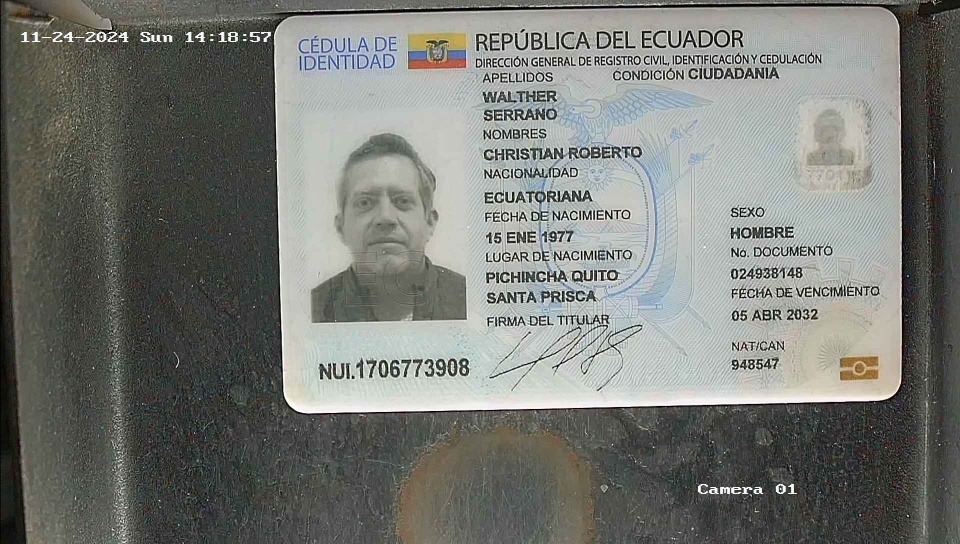 11-24-2024 Sun 14:18:57
CÉDULA DE
IDENTIDAD
REPÚBLICA DEL ECUADOR
DIRECCIÓN GENERAL DE REGISTRO CIVIL, IDENTIFICACIÓN Y CEDULACIÓN
APELLIDOS
CONDICIÓN CIUDADANÍA
WALTHER
SERRANO
NOMBRES
CHRISTIAN ROBERTO
NACIONALIDAD
ECUATORIANA
FECHA DE NACIMIENTO
15 ENE 1977
LUGAR DE NACIMIENTO
PICHINCHA QUITO
SANTA PRISCA
FIRMA DEL TITULAR
SEXO
HOMBRE
No. DOCUMENTO
024938148
FECHA DE VENCIMIENTO
05 ABR 2032
NAT/CAN
948547
NUI.1706773908
Camera 01